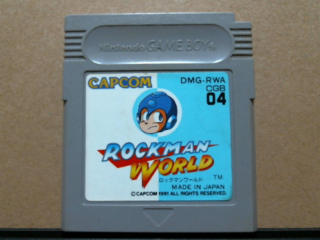 Nintendo GAME BOY
CAPCOM
DMG-RWA
CGB
04
ROCKMAN
WORLD
ロックマンワールド
MADE IN JAPAN
©CAPCOM 1991 ALL RIGHTS RESERVED.